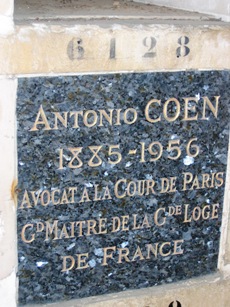 6128
ANTONIO COEN
1885-1956
AVOCAT A LA COUR DE PARIS
GD MAITRE DE LA GDE LOGE
DE FRANCE